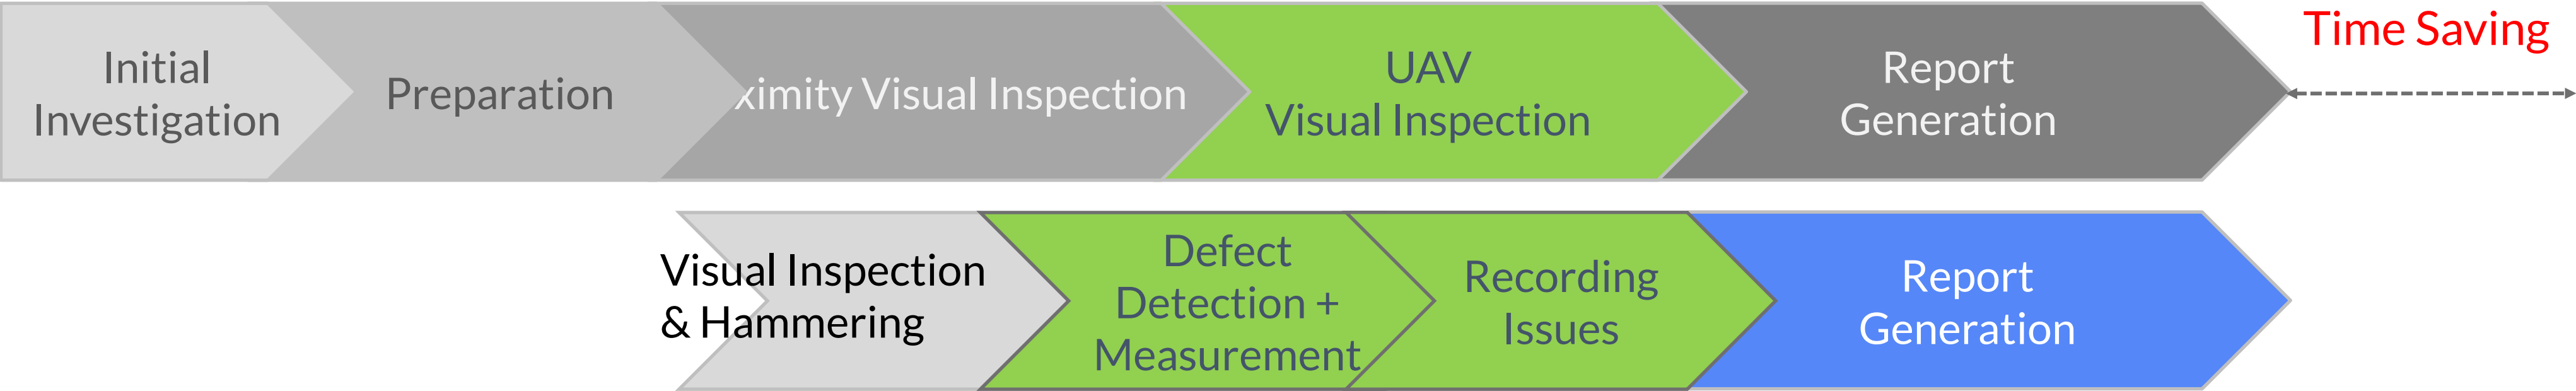 Initial
Investigation
Preparation
ximity Visual Inspection
UAV
Visual Inspection
Report
Generation
Time Saving
Visual Inspection
& Hammering
Defect
Detection +
Measurement
Recording
Issues
Report
Generation